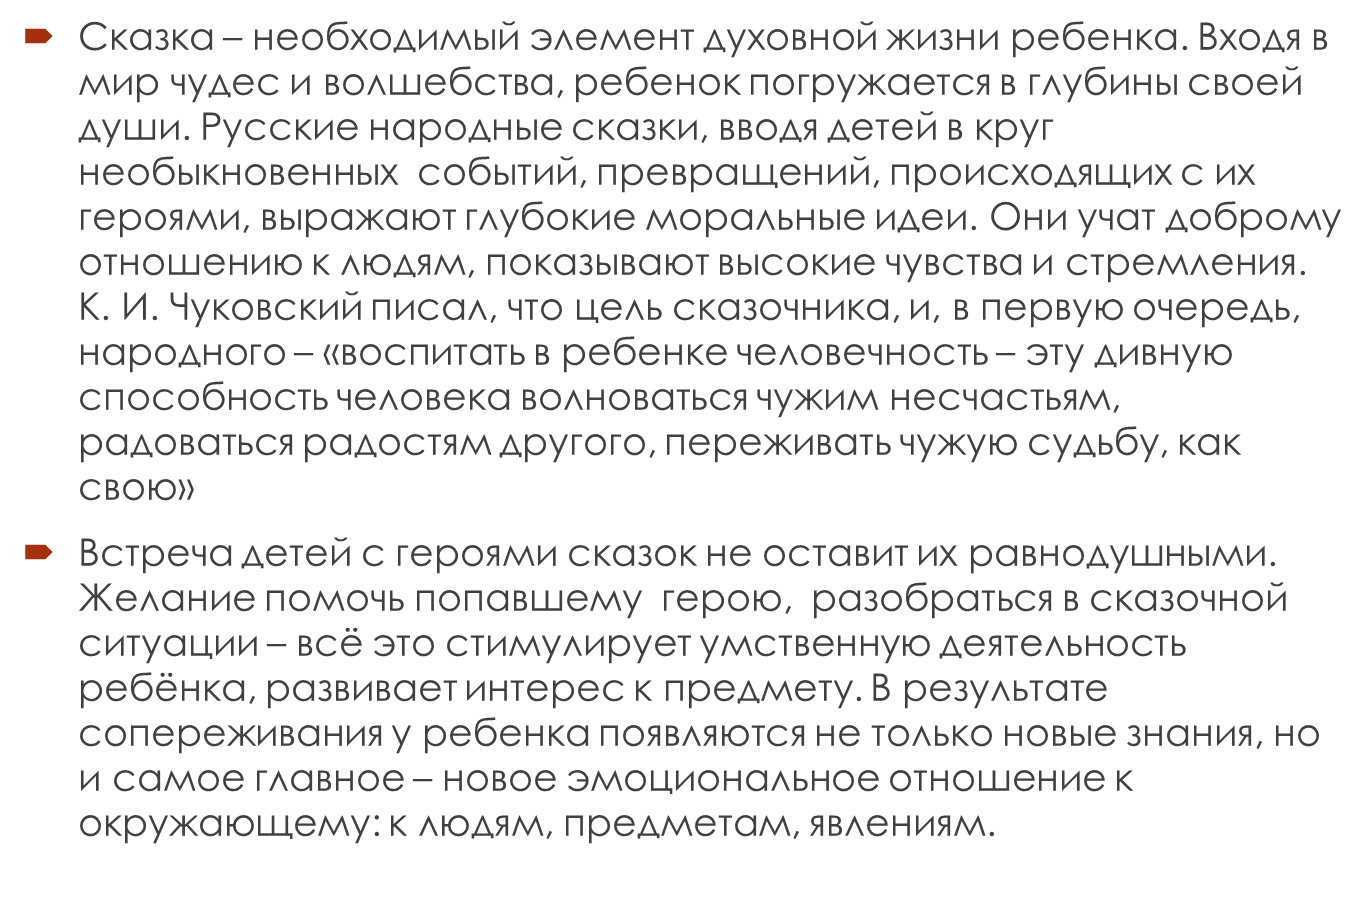 Сказка – необходимый элемент духовной жизни ребенка. Входя в
мир чудес и волшебства, ребенок погружается в глубины своей
души. Русские народные сказки, вводя детей в круг
необыкновенных  событий, превращений, происходящих с их
героями, выражают глубокие моральные идеи. Они учат доброму
отношению к людям, показывают высокие чувства и стремления.
К. И. Чуковский писал, что цель сказочника, и, в первую очередь,
народного – «воспитать в ребенке человечность – эту дивную
способность человека волноваться чужим несчастьям,
радоваться радостям другого, переживать чужую судьбу, как
свою»
Встреча детей с героями сказок не оставит их равнодушными.
Желание помочь попавшему  герою,  разобраться в сказочной
ситуации – всё это стимулирует умственную деятельность
ребёнка, развивает интерес к предмету. В результате
сопереживания у ребенка появляются не только новые знания, но
и самое главное – новое эмоциональное отношение к
окружающему: к людям, предметам, явлениям.